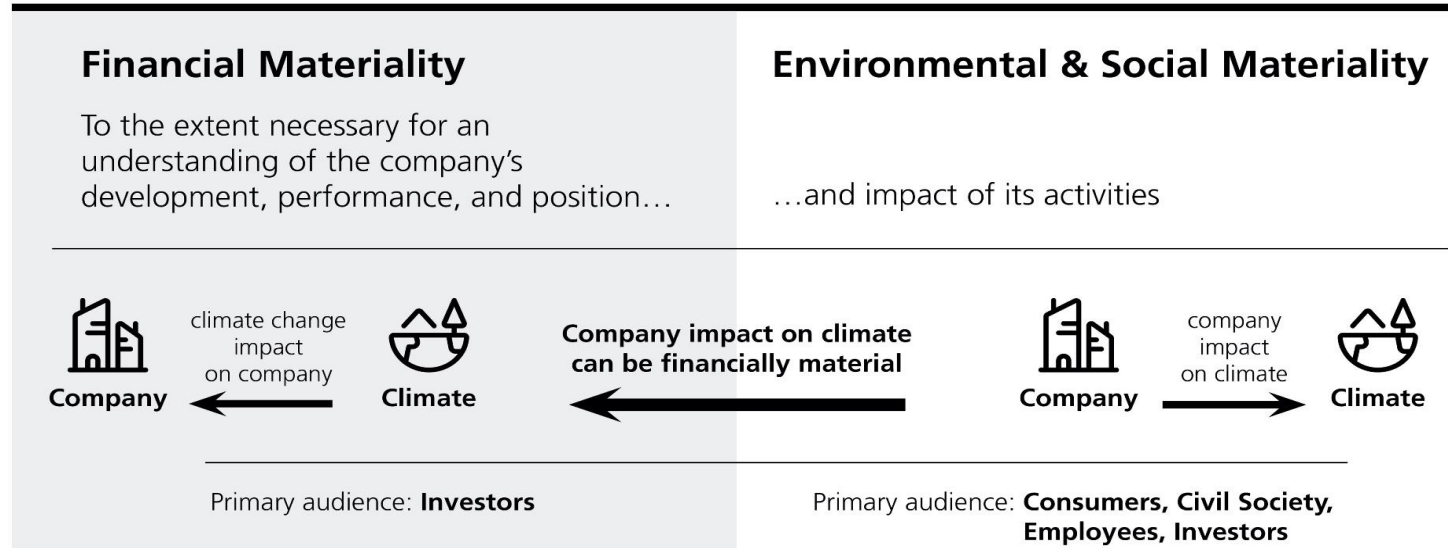 Financial Materiality
To the extent necessary for an
understanding of the company’s
development, performance, and position…
Environmental & Social Materiality
…and impact of its activities
Company
climate change
impact
on company
Climate
Company impact on climate
can be financially material
Company
company
impact
on climate
Climate
Primary audience: Investors
Primary audience: Consumers, Civil Society,
Employees, Investors